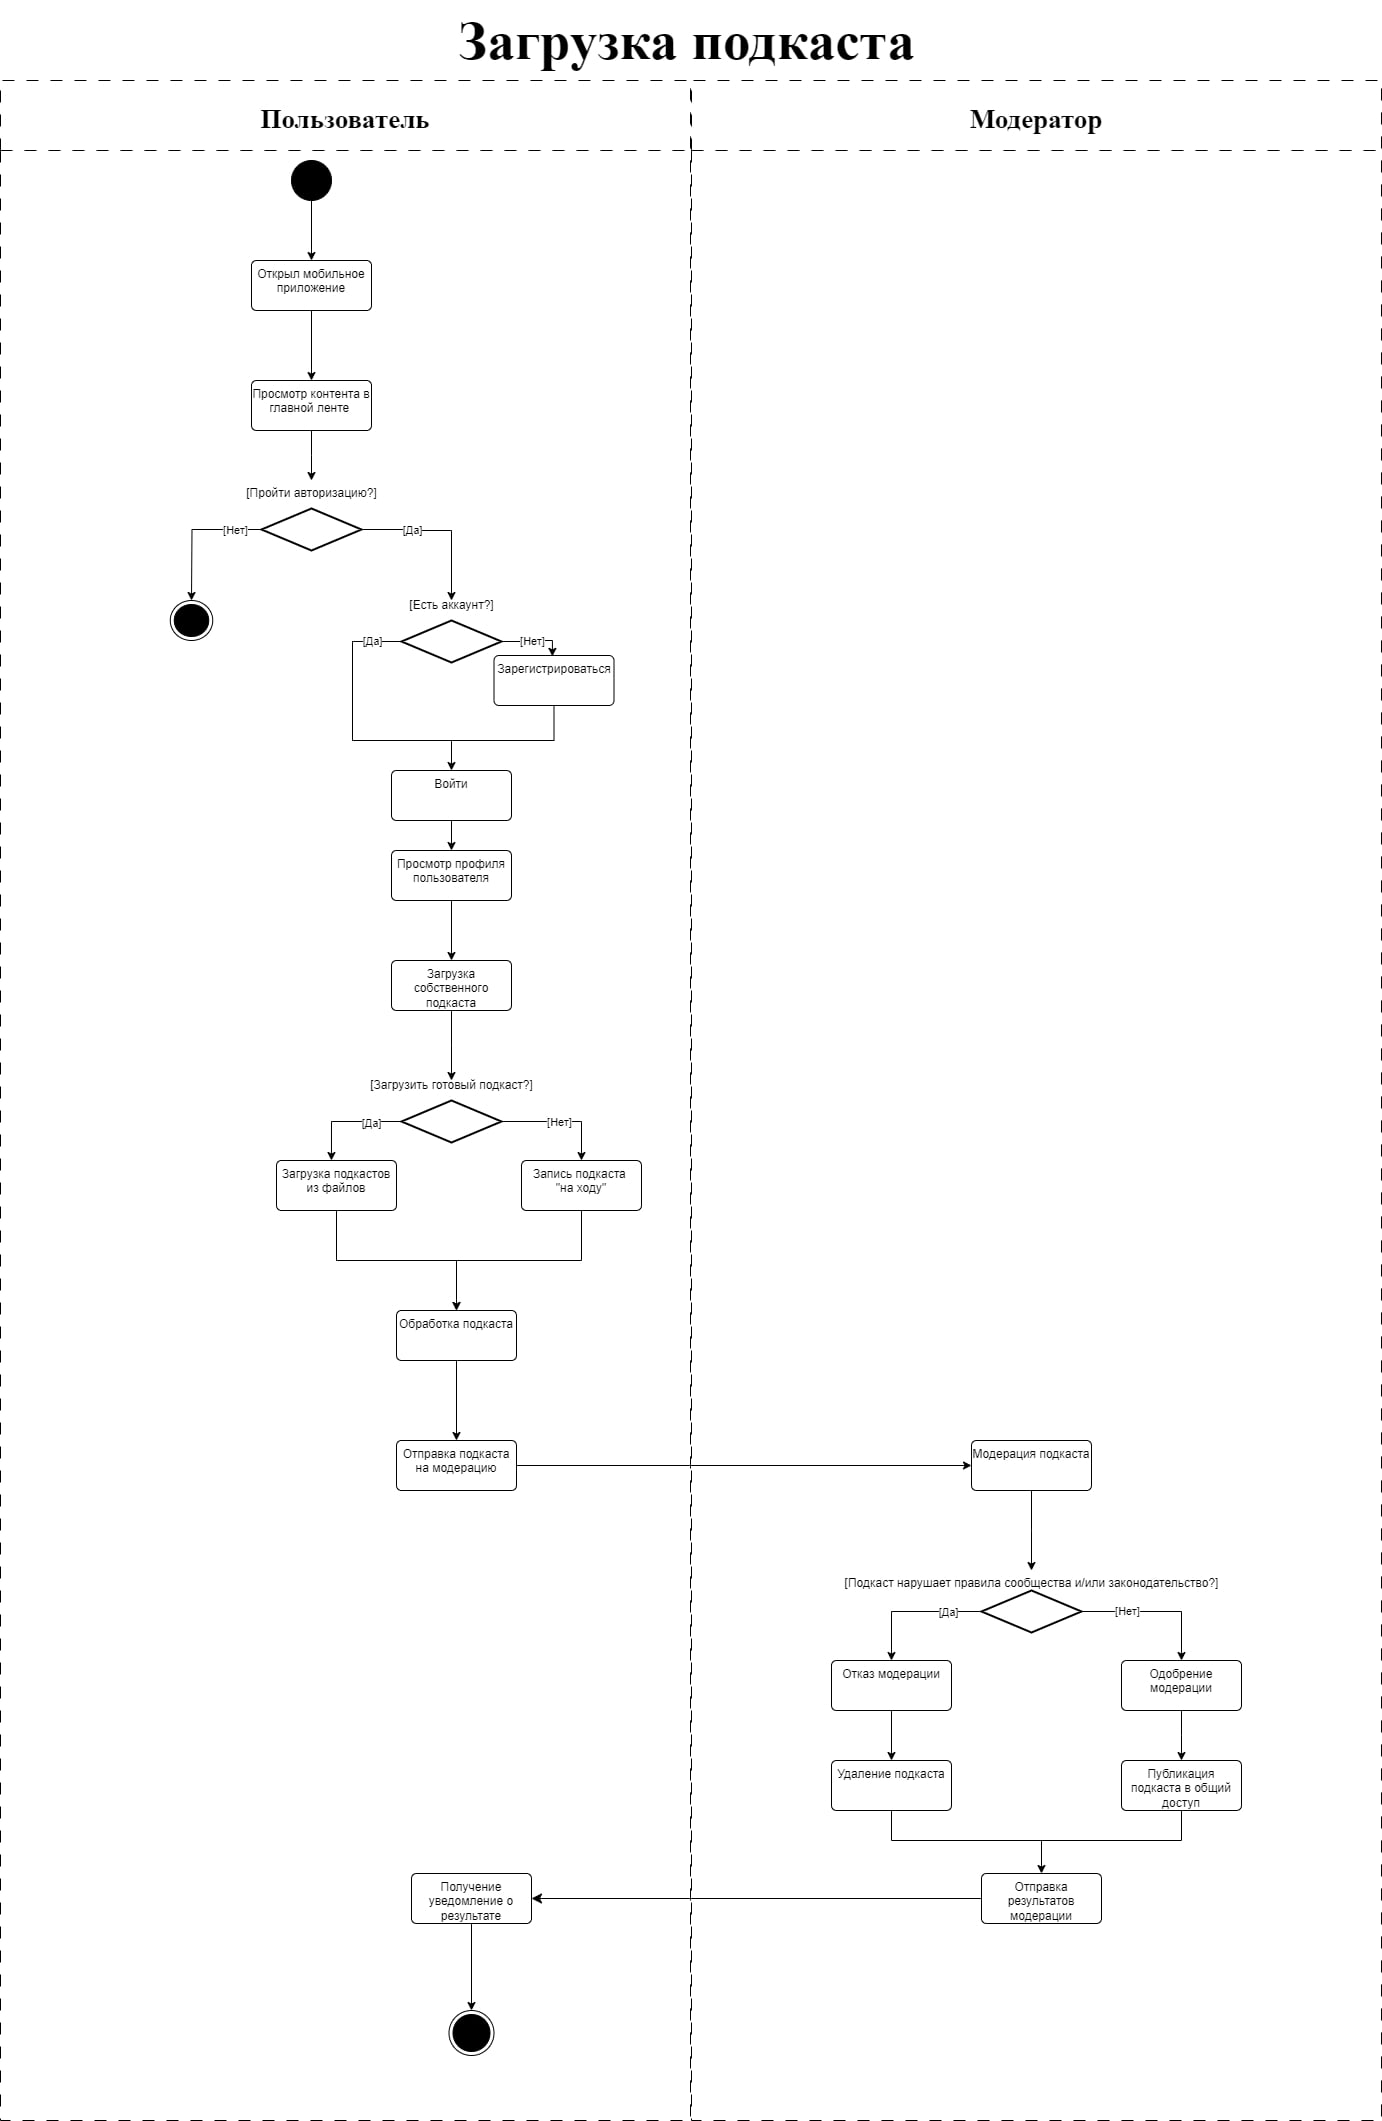 Загрузка подкаста
Пользователь
Модератор
Открыл мобильное
приложение
Просмотр контента в
главной ленте
[Пройти авторизацию?]
[Нет]
[Да]
[Есть аккаунт?]
[Да]
[Нет]
Зарегистрироваться
Войти
Просмотр профиля
пользователя
Загрузка
собственного
подкаста
[Загрузить готовый подкаст?]
[Да]
[Нет]
Загрузка подкастов
из файлов
Запись подкаста
"на ходу"
Обработка подкаста
Отправка подкаста
на модерацию
Модерация подкаста
[Подкаст нарушает правила сообщества и/или законодательство?]
[Да]
[Нет]
Отказ модерации
Одобрение
модерации
Удаление подкаста
Публикация
подкаста в общий
доступ
Получение
уведомление о
результате
Отправка
результатов
модерации